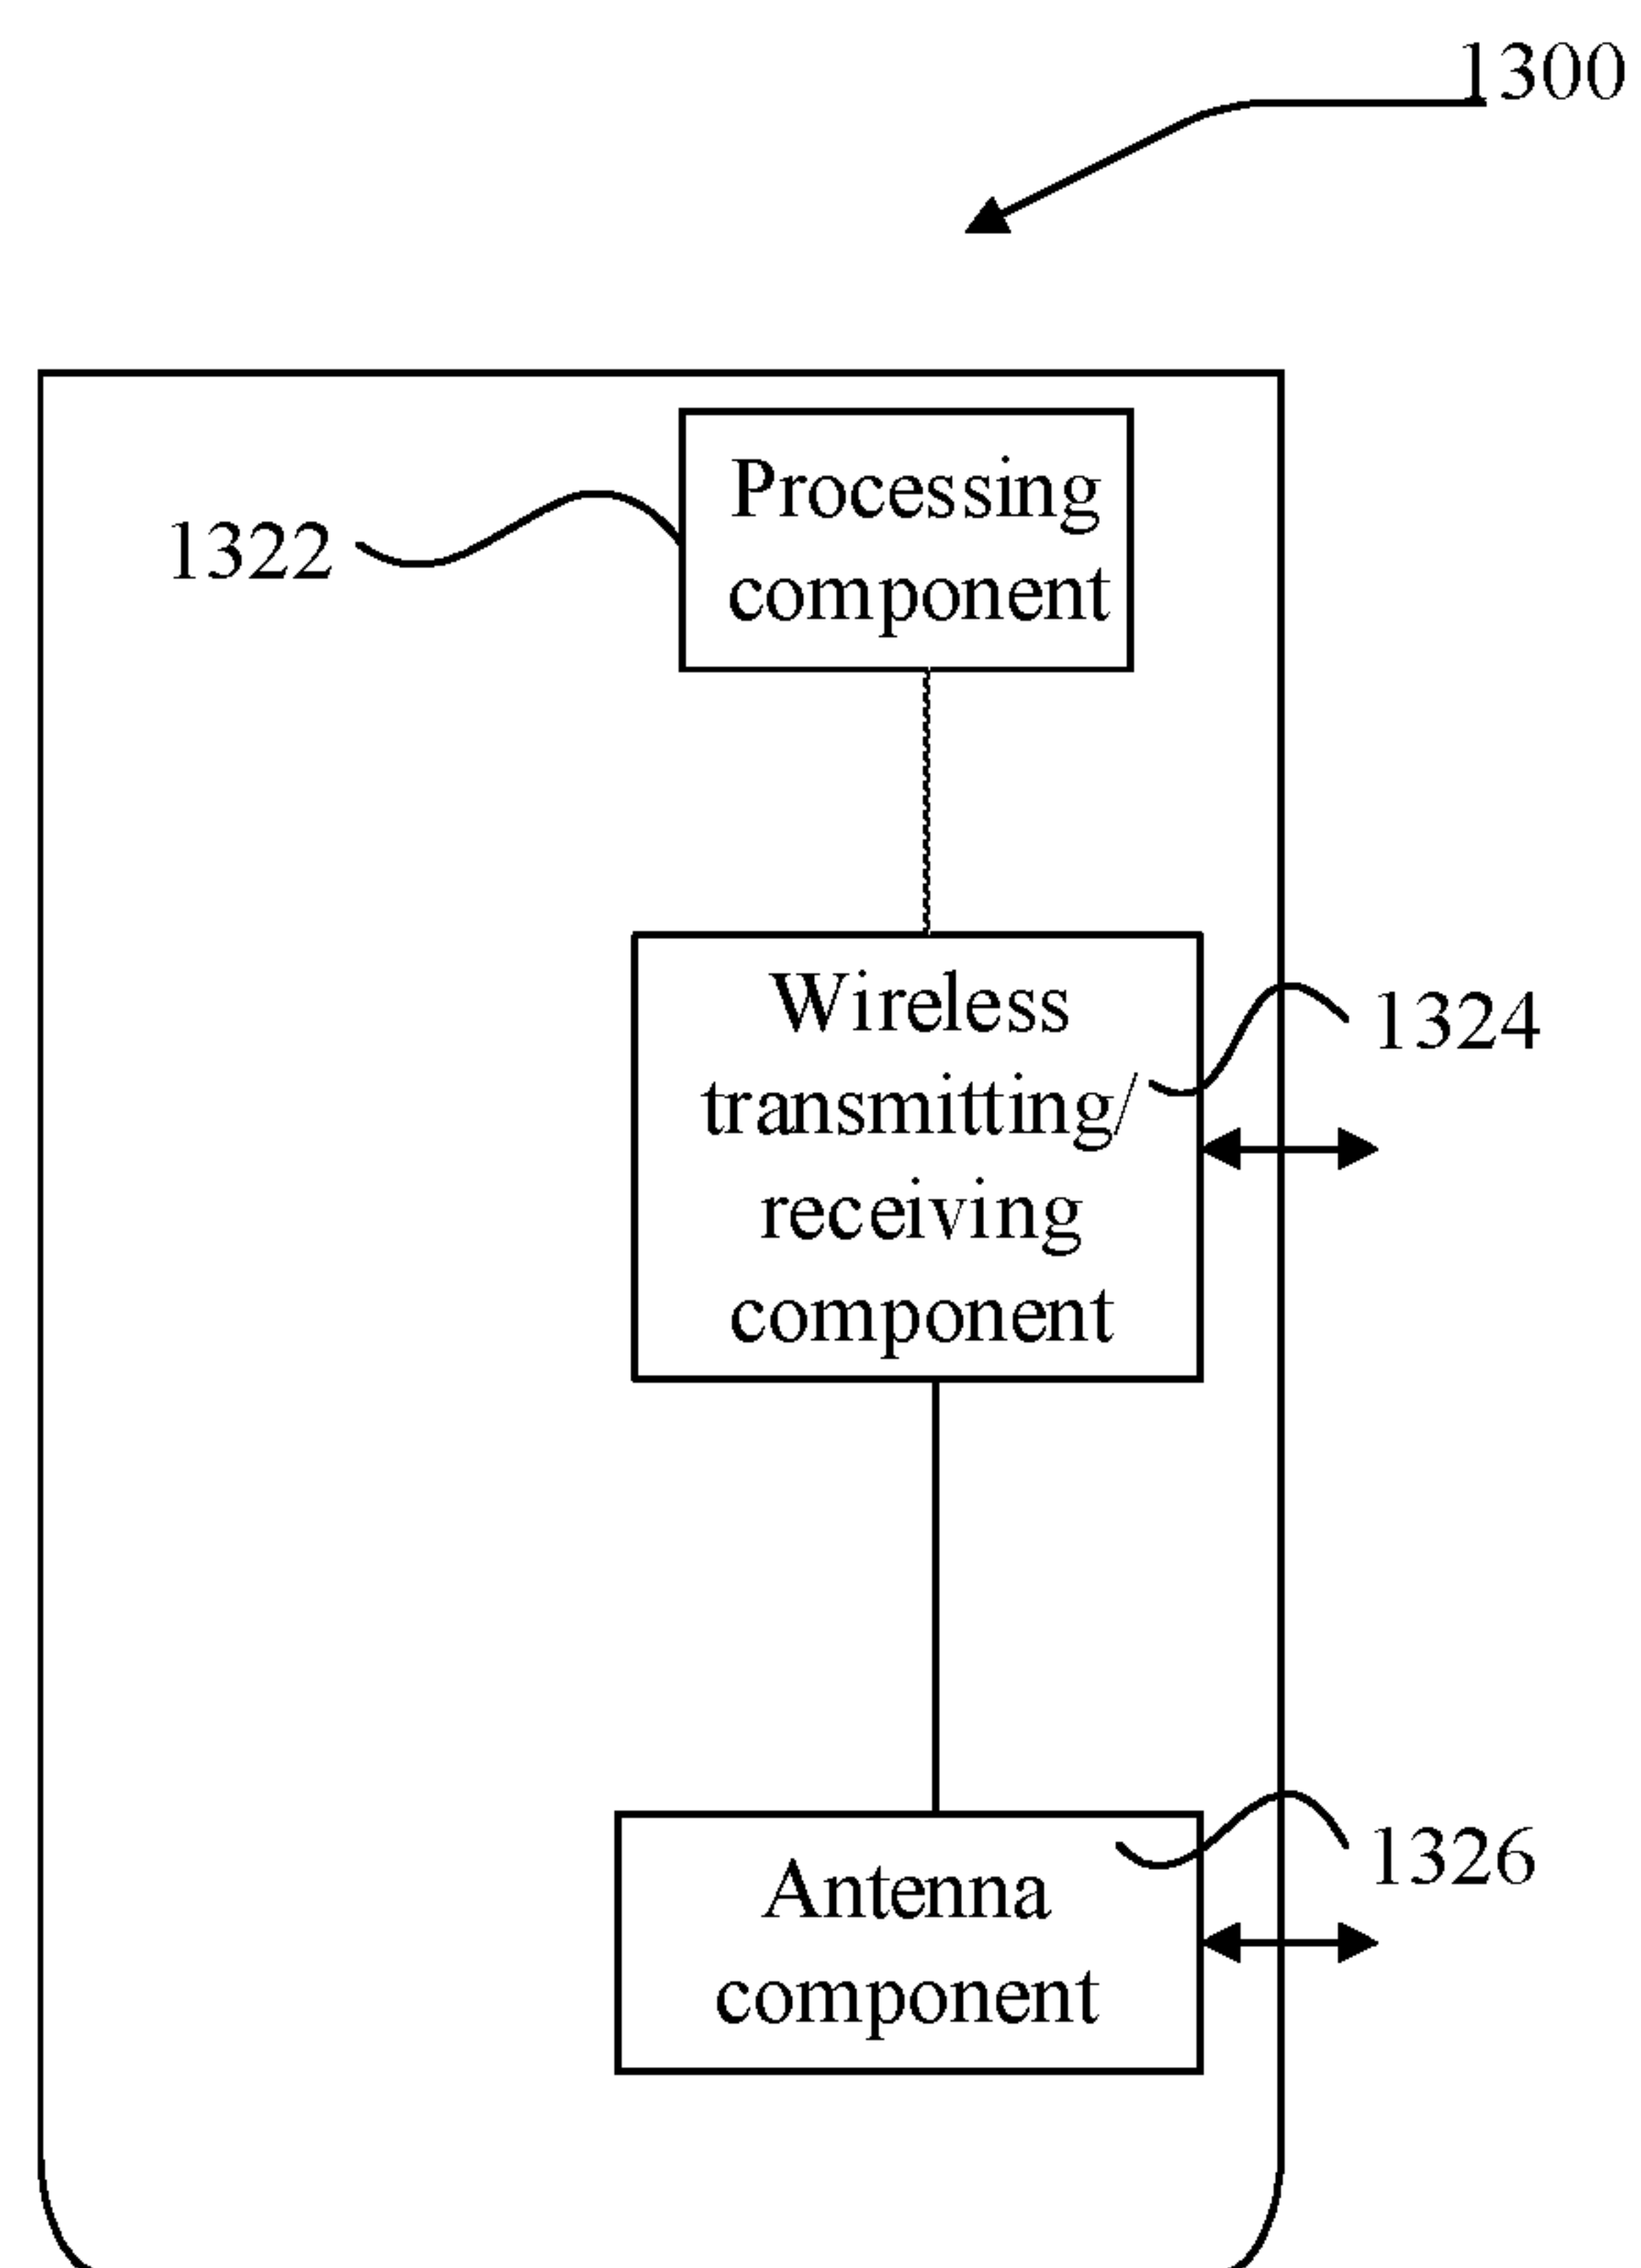 1300
Processing
component
1322
Wireless
transmitting/
receiving
component
1324
Antenna
component
1326